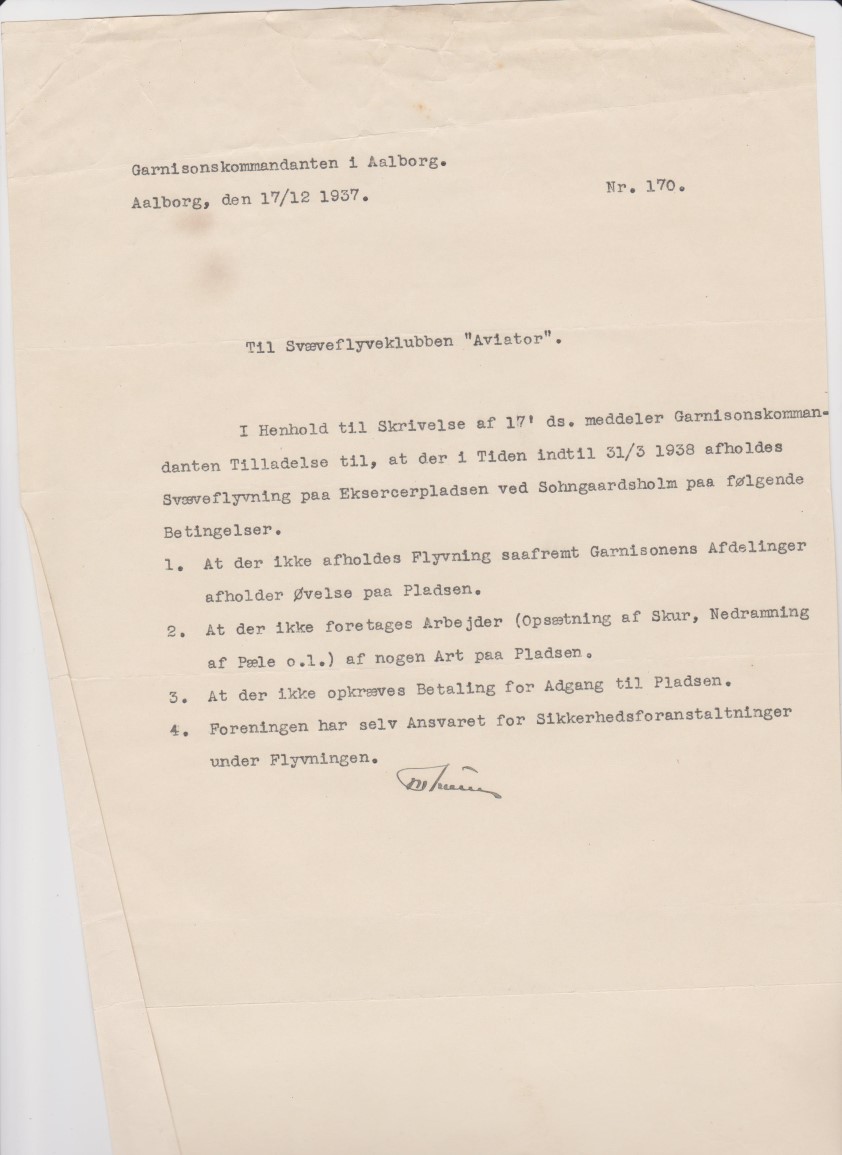 Garnisonskommandanten i Aalborg.
Aalborg, den 17/12 1937.
Nr. 170.
Til Svæveflyveklubben "Aviator".
I Henhold til Skrivelse af 17' ds. meddeler Garnisonskomman-
danten Tilladelse til, at der i Tiden indtil 31/3 1938 afholdes
Svæveflyvning paa Eksercerpladsen ved Sohngaardsholm paa følgende
Betingelser.
1. At der ikke afholdes Flyvning saafremt Garnisonens Afdelinger
afholder Øvelse paa Pladsen.
2. At der ikke foretages Arbejder (Opsætning af Skur, Nedramning
af Pæle o.l.) af nogen Art paa Pladsen.
3. At der ikke opkræves Betaling for Adgang til Pladsen.
4. Foreningen har selv Ansvaret for Sikkerhedsforanstaltninger
under Flyvningen.